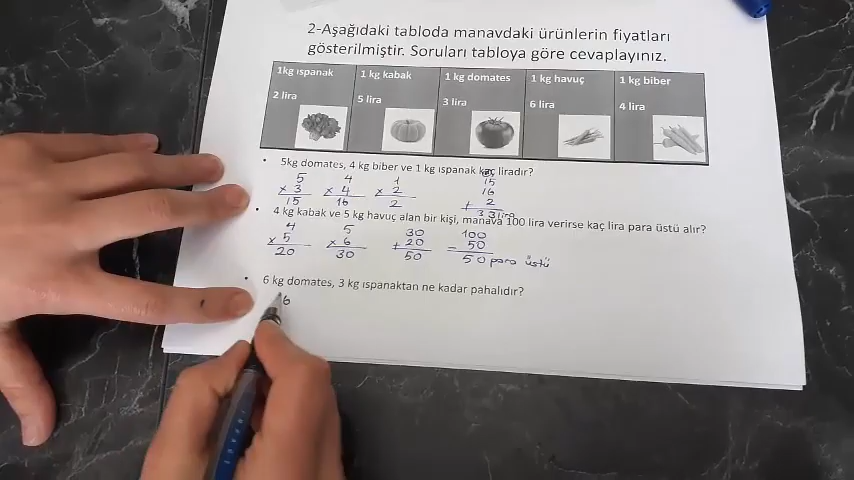 2-Aşağıdaki tabloda manavdaki ürünlerin fiyatları
gösterilmiştir. Soruları tabloya göre cevaplayınız.
1kg ıspanak 1 kg kabak 1 kg domates 1 kg havuç 1 kg biber
2 lira 5 lira 3 lira 6 lira 4 lira
• 5kg domates, 4 kg biber ve 1 kg ıspanak kaç liradır?
5 4 1 15
x 3 x 4 x 2 16
15 16 2 + 2
33 lira
• 4 kg kabak ve 5 kg havuç alan bir kişi, manava 100 lira verirse kaç lira para üstü alır?
4 5 30 100
x 5 x 6 + 20 - 50
20 30 50 50 para üstü
• 6 kg domates, 3 kg ıspanaktan ne kadar pahalıdır?
6